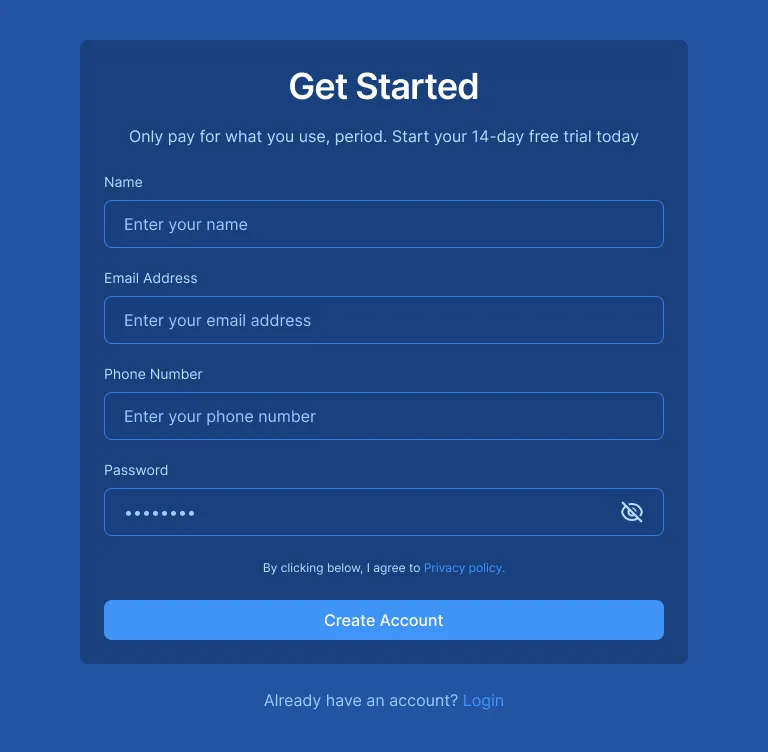 Get Started
Only pay for what you use, period. Start your 14-day free trial today
Name
Enter your name
Email Address
Enter your email address
Phone Number
Enter your phone number
Password
••••••••
By clicking below, I agree to Privacy policy.
Create Account
Already have an account? Login